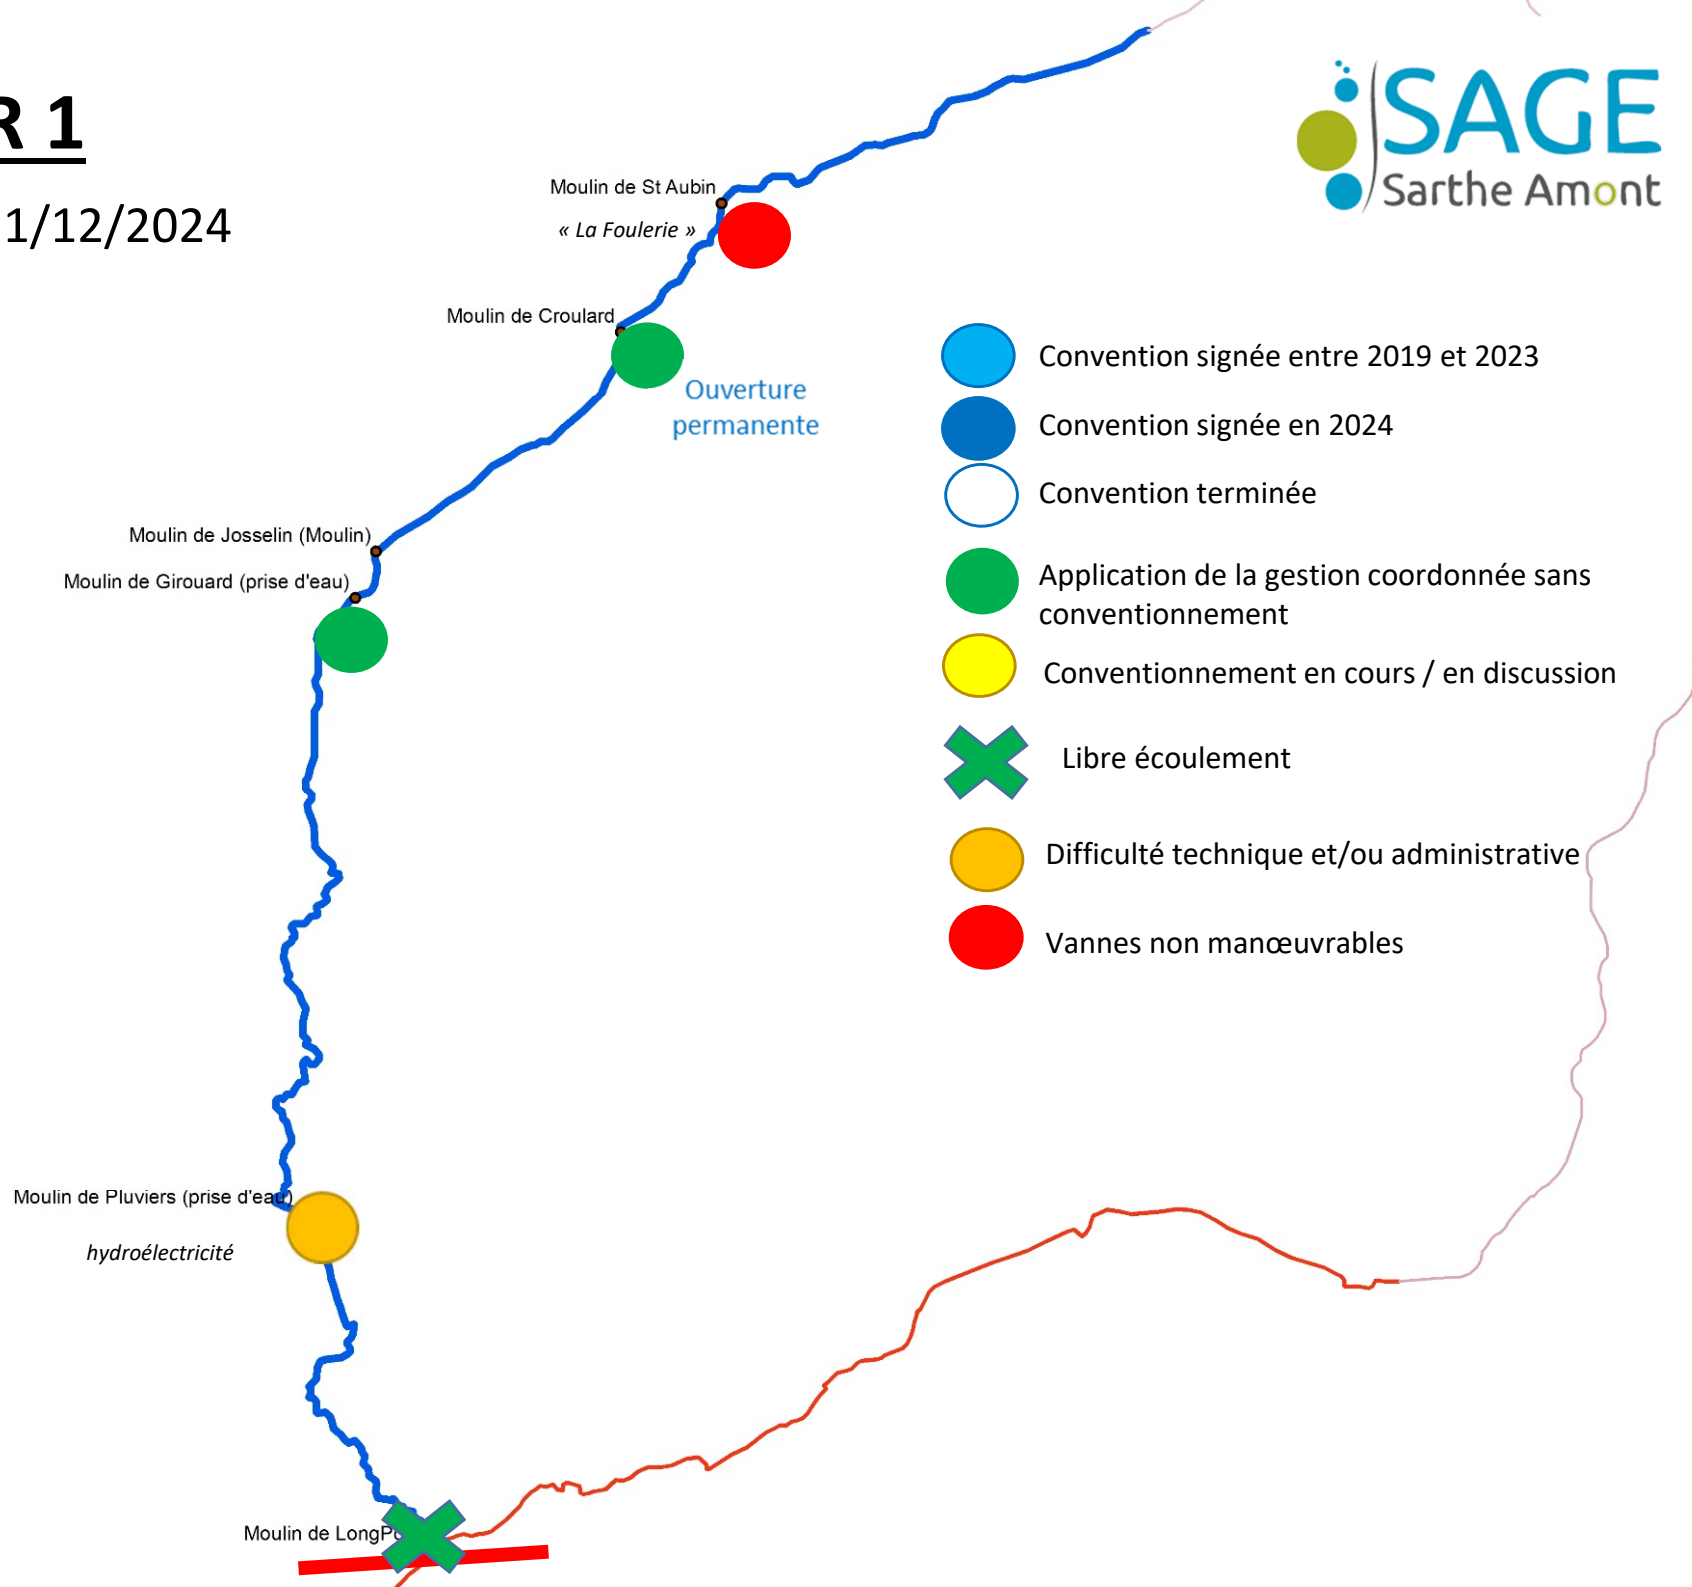 R 1
1/12/2024
SAGE
Sarthe Amont
Moulin de St Aubin
« La Foulerie »
Moulin de Croulard
Ouverture
permanente
Moulin de Josselin (Moulin)
Moulin de Girouard (prise d'eau)
Convention signée entre 2019 et 2023
Convention signée en 2024
Convention terminée
Application de la gestion coordonnée sans
conventionnement
Conventionnement en cours / en discussion
Libre écoulement
Difficulté technique et/ou administrative
Vannes non manœuvrables
Moulin de Pluviers (prise d'eau)
hydroélectricité
Moulin de LongPo